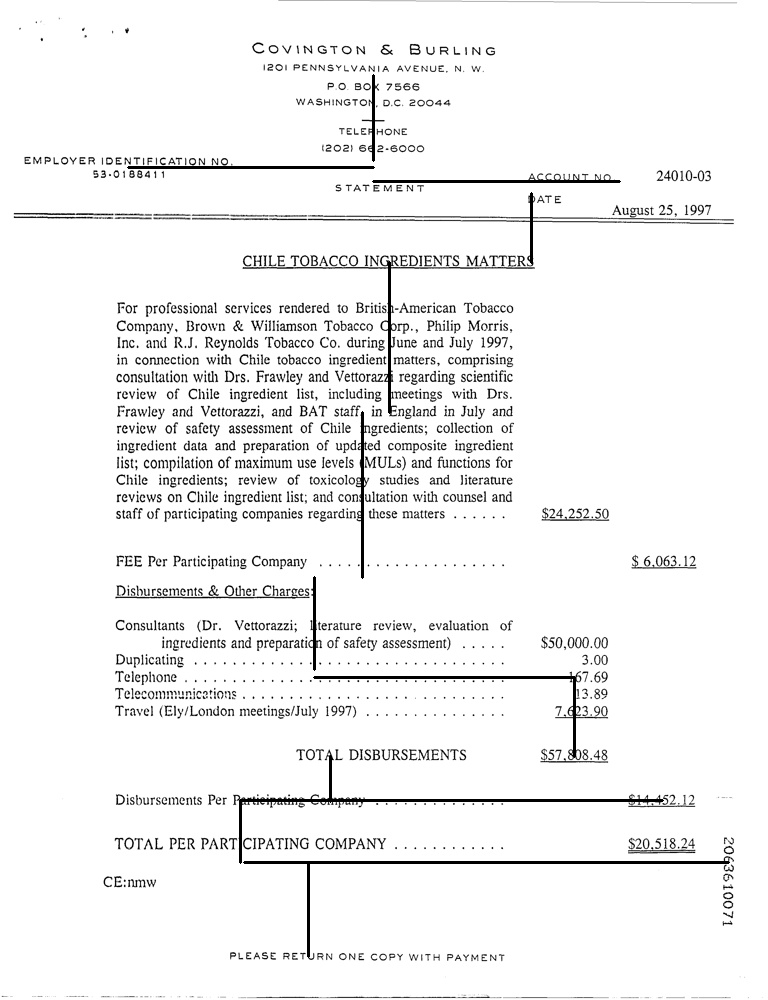 COVINGTON & BURLING
1201 PENNSYLVANIA AVENUE, N. W.
P.O. BOX 7566
WASHINGTON, D.C. 20044
TELEPHONE
(202) 662-6000
EMPLOYER IDENTIFICATION NO.
53-0188411
STATEMENT
ACCOUNT NO. 24010-03
DATE
August 25, 1997
CHILE TOBACCO INGREDIENTS MATTERS
For professional services rendered to British-American Tobacco
Company, Brown & Williamson Tobacco Corp., Philip Morris,
Inc. and R.J. Reynolds Tobacco Co. during June and July 1997,
in connection with Chile tobacco ingredient matters, comprising
consultation with Drs. Frawley and Vettorazzi regarding scientific
review of Chile ingredient list, including meetings with Drs.
Frawley and Vettorazzi, and BAT staff, in England in July and
review of safety assessment of Chile ingredients; collection of
ingredient data and preparation of updated composite ingredient
list; compilation of maximum use levels (MULs) and functions for
Chile ingredients; review of toxicology studies and literature
reviews on Chile ingredient list; and consultation with counsel and
staff of participating companies regarding these matters . . . . . . $24,252.50
FEE Per Participating Company . . . . . . . . . . . . . . . . . . . $ 6,063.12
Disbursements & Other Charges:
Consultants (Dr. Vettorazzi; literature review, evaluation of
ingredients and preparation of safety assessment) . . . . . $50,000.00
Duplicating . . . . . . . . . . . . . . . . . . . . . . . . . . . . . . . . 3.00
Telephone . . . . . . . . . . . . . . . . . . . . . . . . . . . . . . . . . 167.69
Telecommunications . . . . . . . . . . . . . . . . . . . . . . . . . . . 13.89
Travel (Ely/London meetings/July 1997) . . . . . . . . . . . . . . 7,623.90
TOTAL DISBURSEMENTS $57,808.48
Disbursements Per Participating Company . . . . . . . . . . . . . $14,452.12
TOTAL PER PARTICIPATING COMPANY . . . . . . . . . . . . $20,518.24
CE:nmw
2063610071
PLEASE RETURN ONE COPY WITH PAYMENT